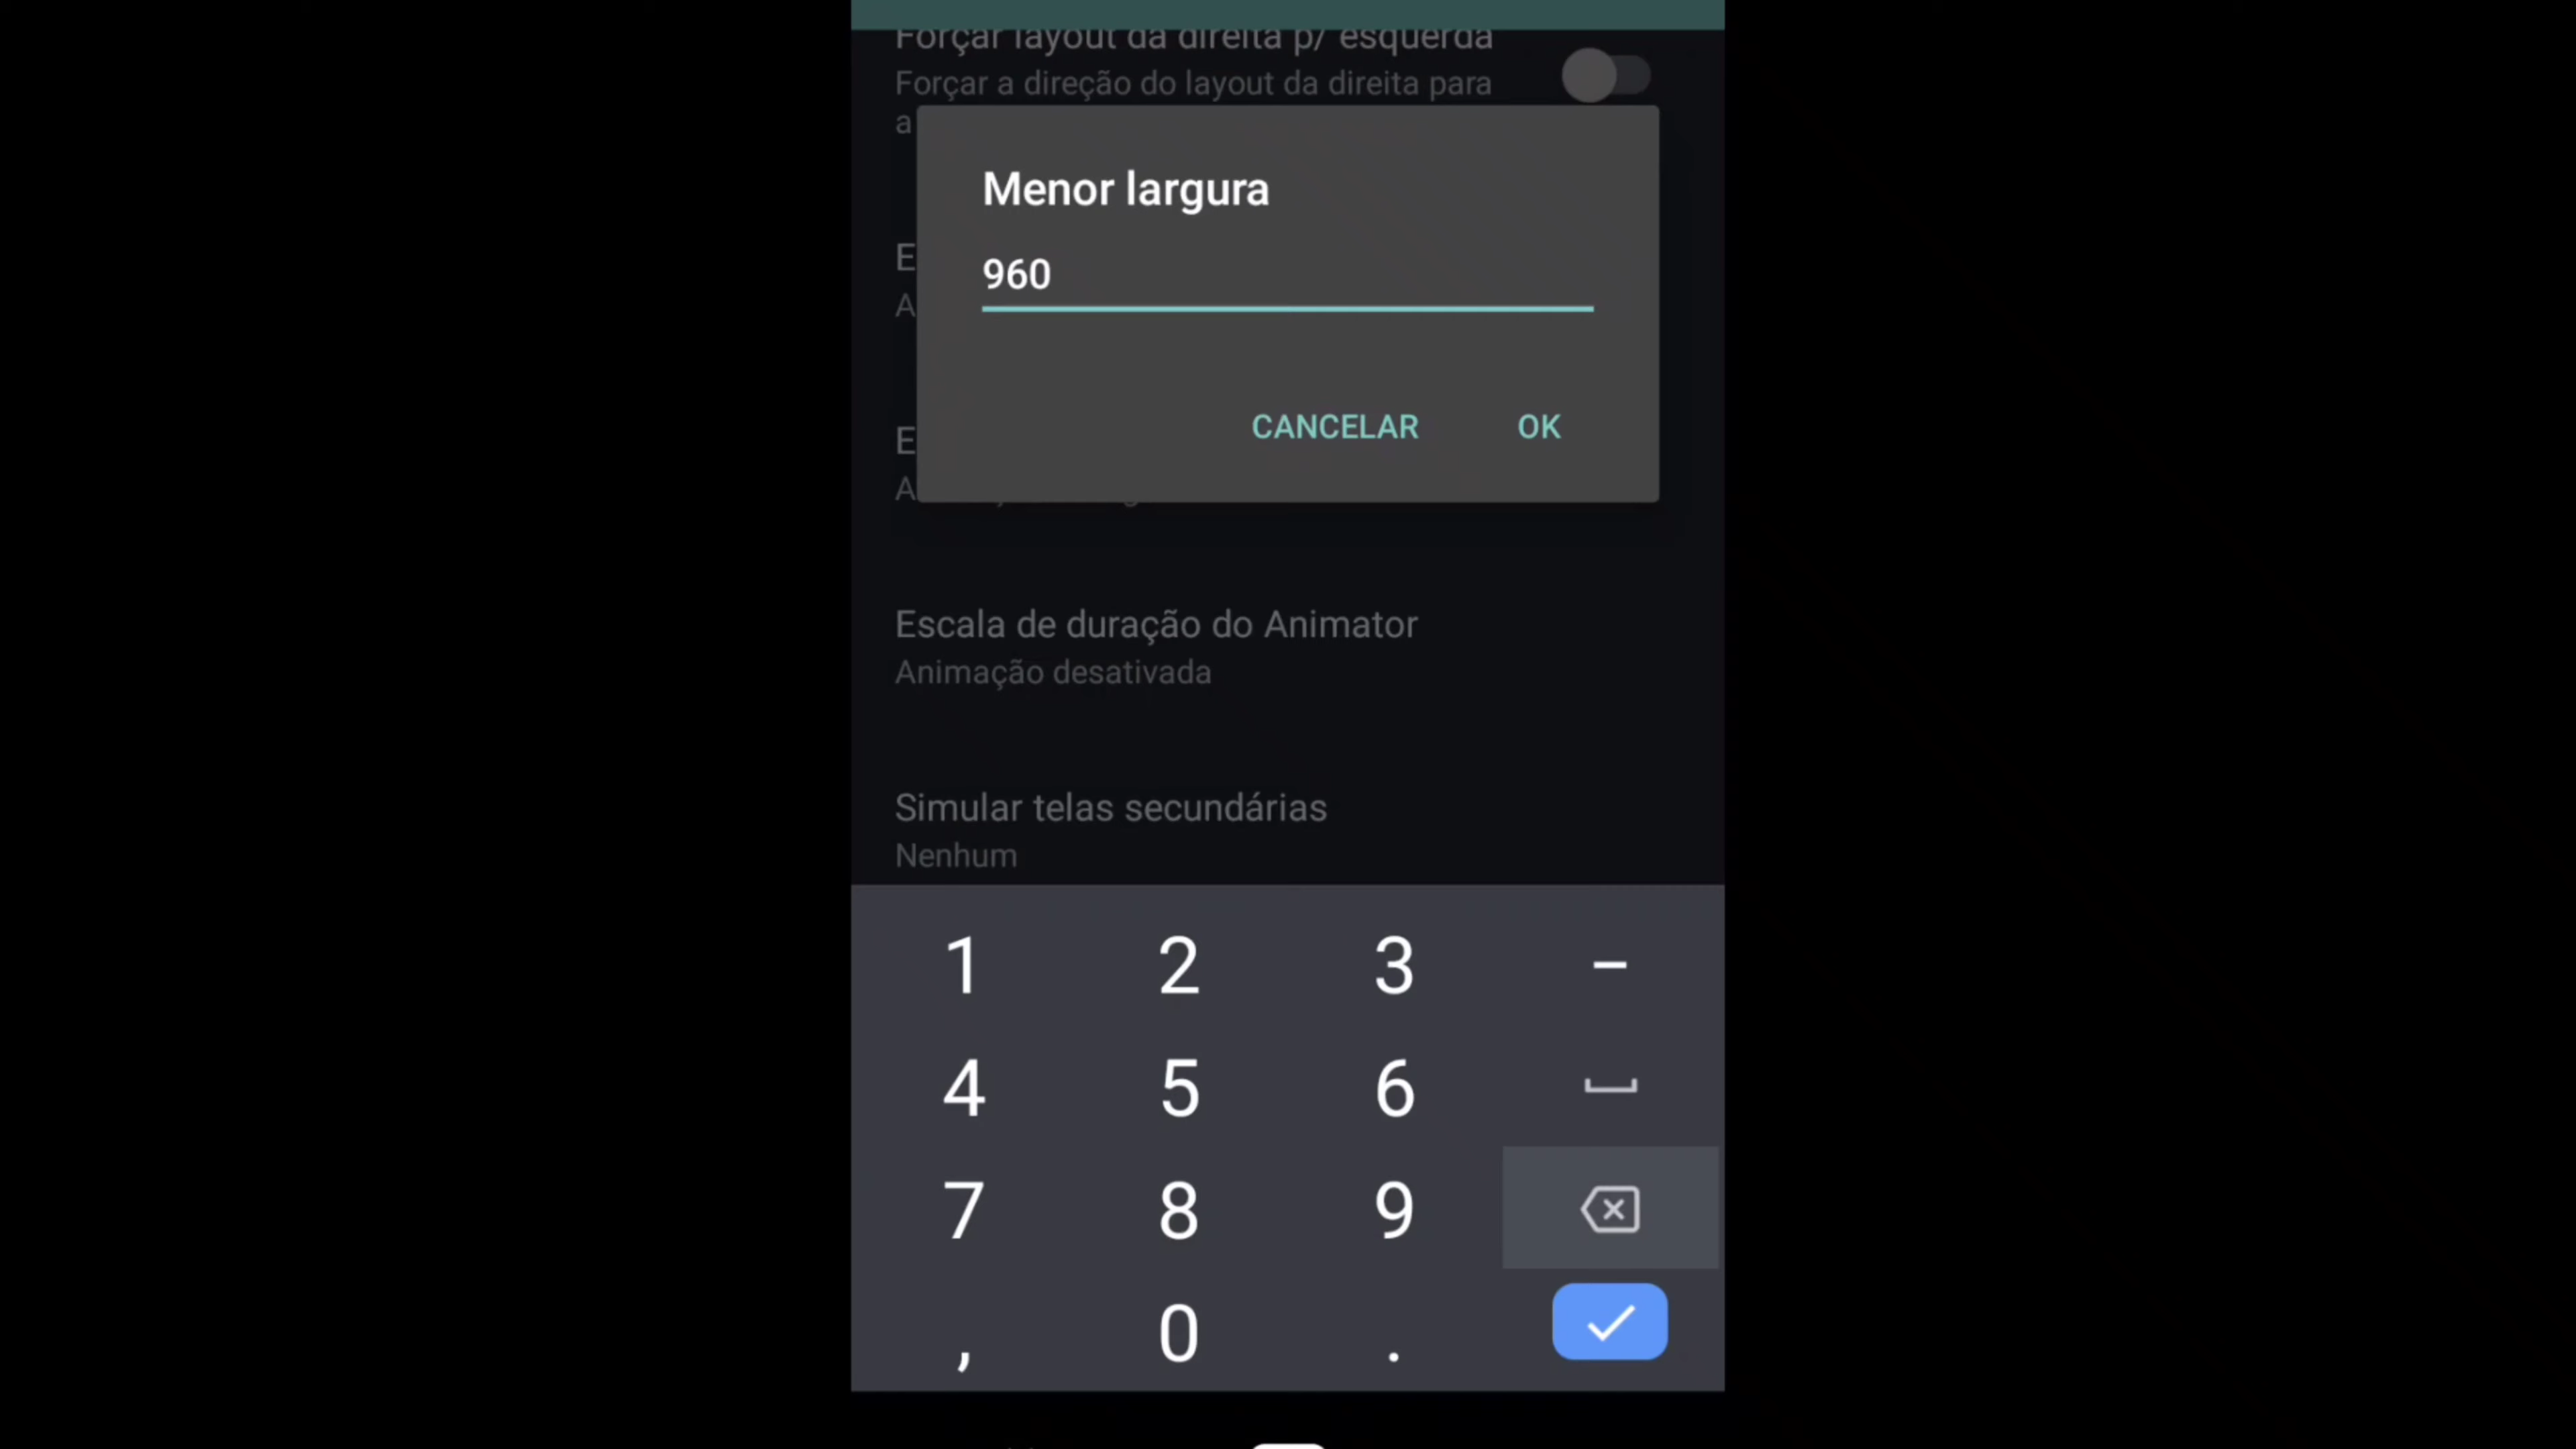 Forçar layout da direita p/ esquerda
Forçar a direção do layout da direita para
a
Menor largura
E
960
A
CANCELAR OK
E
A
Escala de duração do Animator
Animação desativada
Simular telas secundárias
Nenhum
1 2 3 −
4 5 6
7 8 9
, 0 .